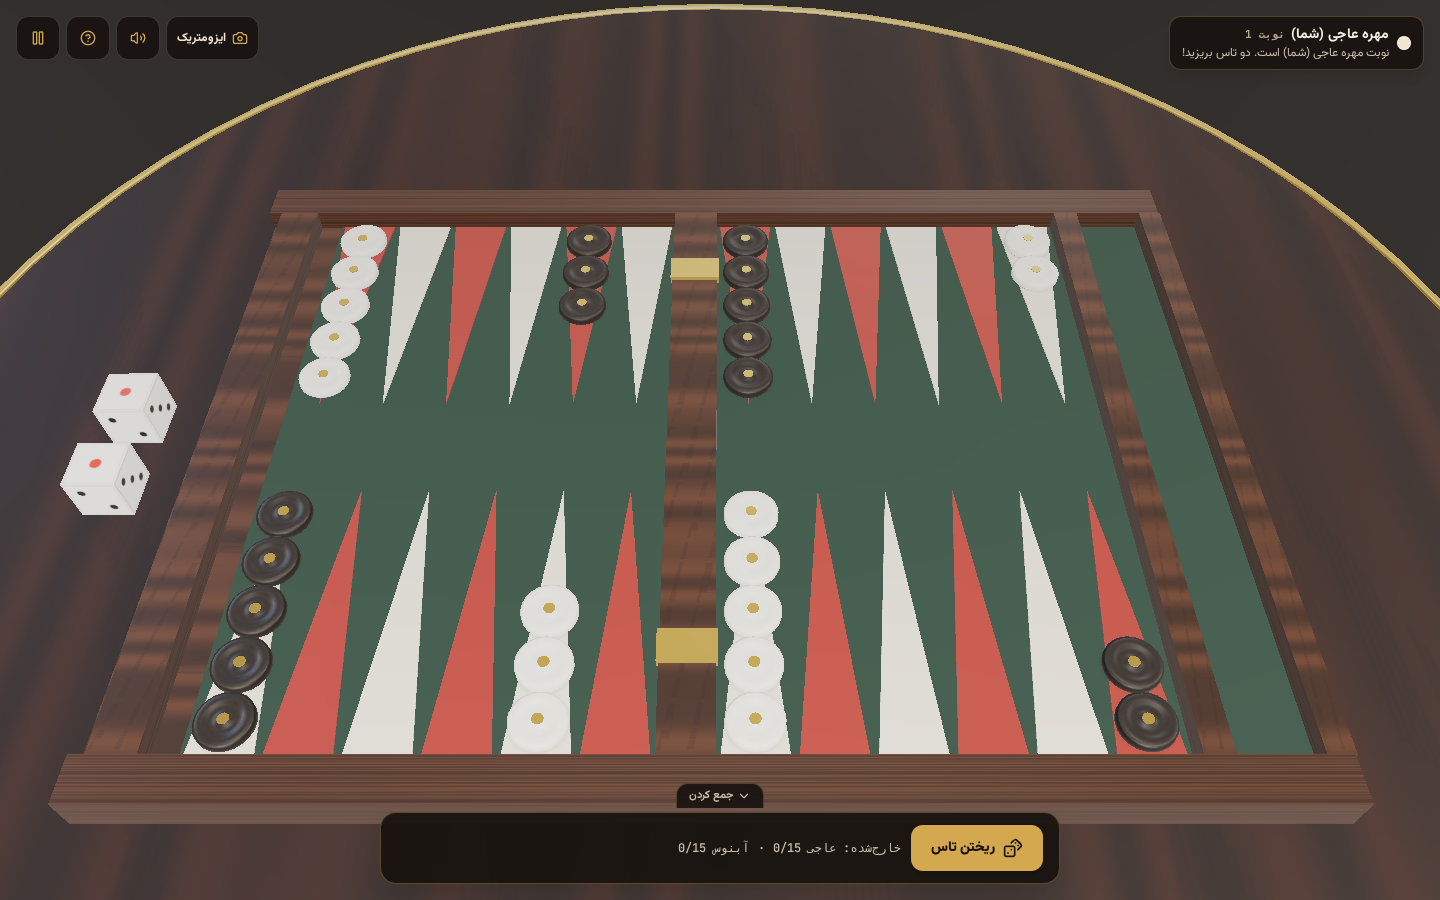 ایزومتریک
مهره عاجی (شما) نوبت 1
نوبت مهره عاجی (شما) است. دو تاس بریزید!
جمع کردن
ریختن تاس
خارج‌شده: عاجی 0/15 · آبنوس 0/15